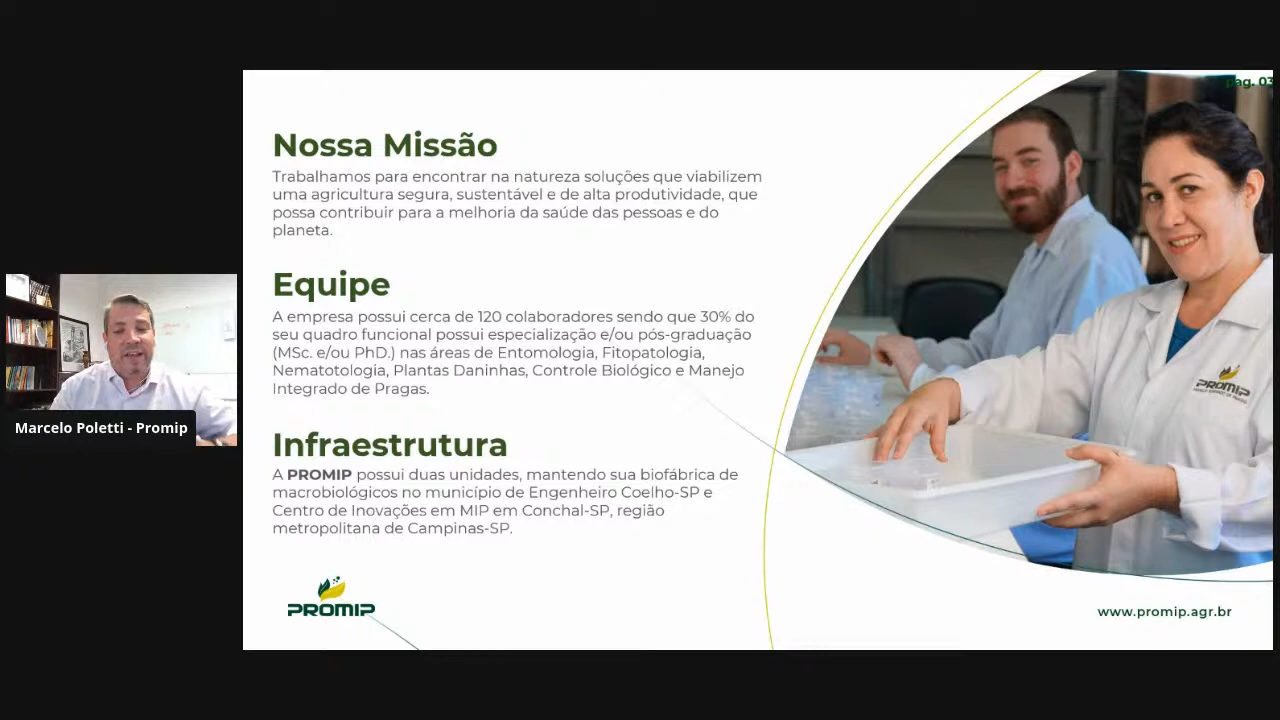 pag. 03
Nossa Missão
Trabalhamos para encontrar na natureza soluções que viabilizem
uma agricultura segura, sustentável e de alta produtividade, que
possa contribuir para a melhoria da saúde das pessoas e do
planeta.
Equipe
A empresa possui cerca de 120 colaboradores sendo que 30% do
seu quadro funcional possui especialização e/ou pós-graduação
(MSc. e/ou PhD.) nas áreas de Entomologia, Fitopatologia,
Nematotologia, Plantas Daninhas, Controle Biológico e Manejo
Integrado de Pragas.
Infraestrutura
A PROMIP possui duas unidades, mantendo sua biofábrica de
macrobiológicos no município de Engenheiro Coelho-SP e
Centro de Inovações em MIP em Conchal-SP, região
metropolitana de Campinas-SP.
PROMIP
www.promip.agr.br
PROMIP
Marcelo Poletti - Promip